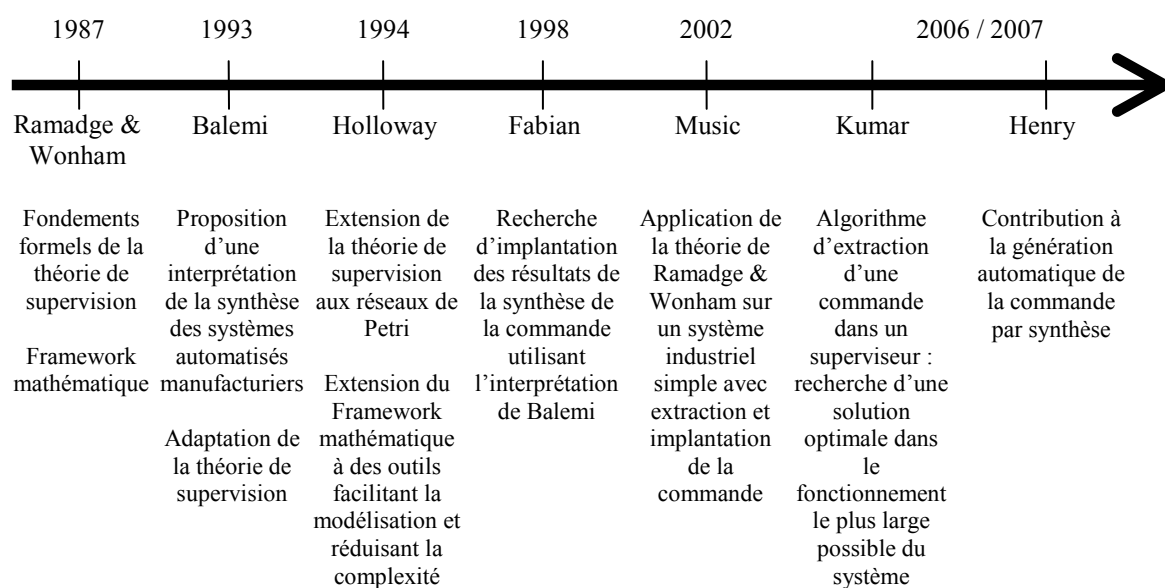 1987
1993
1994
1998
2002
2006 / 2007
Ramadge &
Wonham
Balemi
Holloway
Fabian
Music
Kumar
Henry
Fondements
formels de la
théorie de
supervision
Framework
mathématique
Proposition
d’une
interprétation
de la synthèse
des systèmes
automatisés
manufacturiers
Adaptation de
la théorie de
supervision
Extension de
la théorie de
supervision
aux réseaux de
Petri
Extension du
Framework
mathématique
à des outils
facilitant la
modélisation et
réduisant la
complexité
Recherche
d’implantation
des résultats de
la synthèse de
la commande
utilisant
l’interprétation
de Balemi
Application de
la théorie de
Ramadge &
Wonham sur
un système
industriel
simple avec
extraction et
implantation
de la
commande
Algorithme
d’extraction
d’une
commande
dans un
superviseur :
recherche d’une
solution
optimale dans
le
fonctionnement
le plus large
possible du
système
Contribution à
la génération
automatique de
la commande
par synthèse